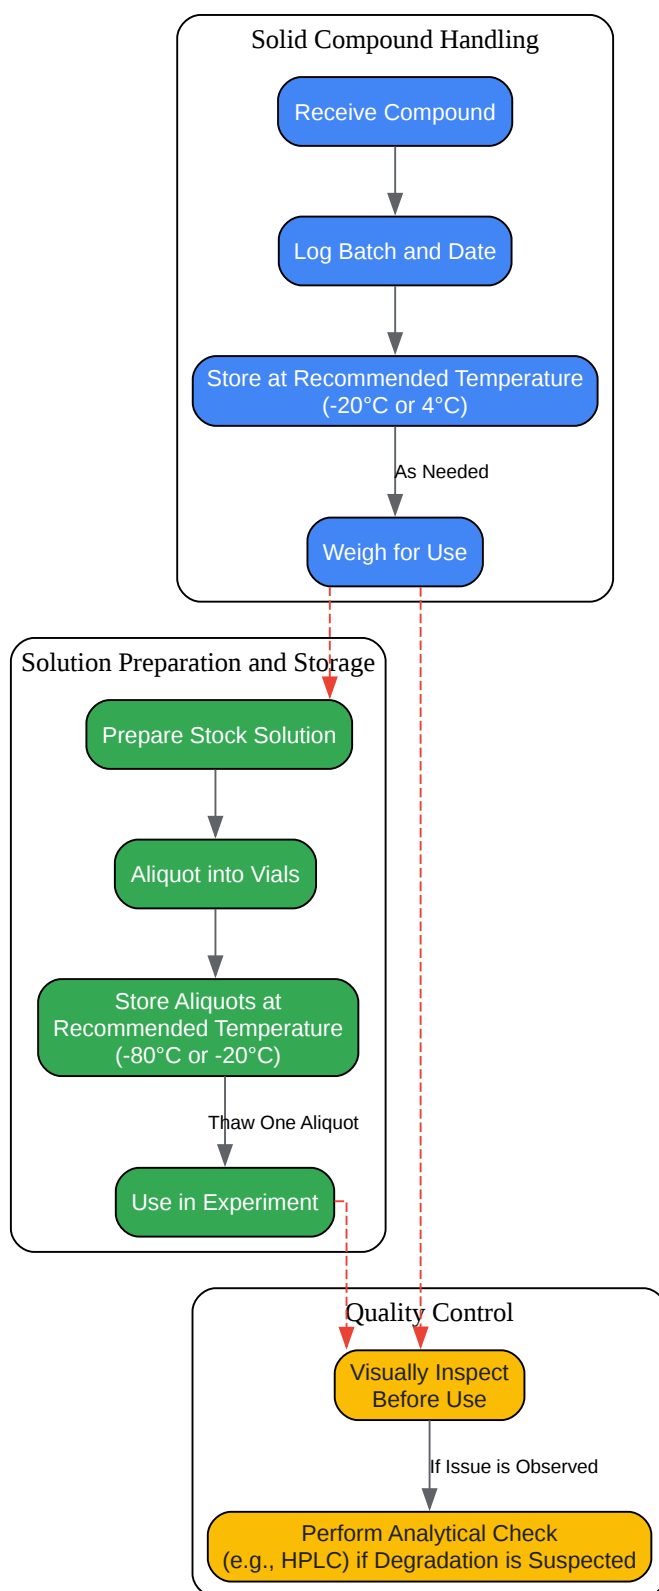 Solid Compound Handling
Receive Compound
Log Batch and Date
Store at Recommended Temperature
(-20°C or 4°C)
As Needed
Weigh for Use
Solution Preparation and Storage
Prepare Stock Solution
Aliquot into Vials
Store Aliquots at
Recommended Temperature
(-80°C or -20°C)
Thaw One Aliquot
Use in Experiment
Quality Control
Visually Inspect
Before Use
If Issue is Observed
Perform Analytical Check
(e.g., HPLC) if Degradation is Suspected